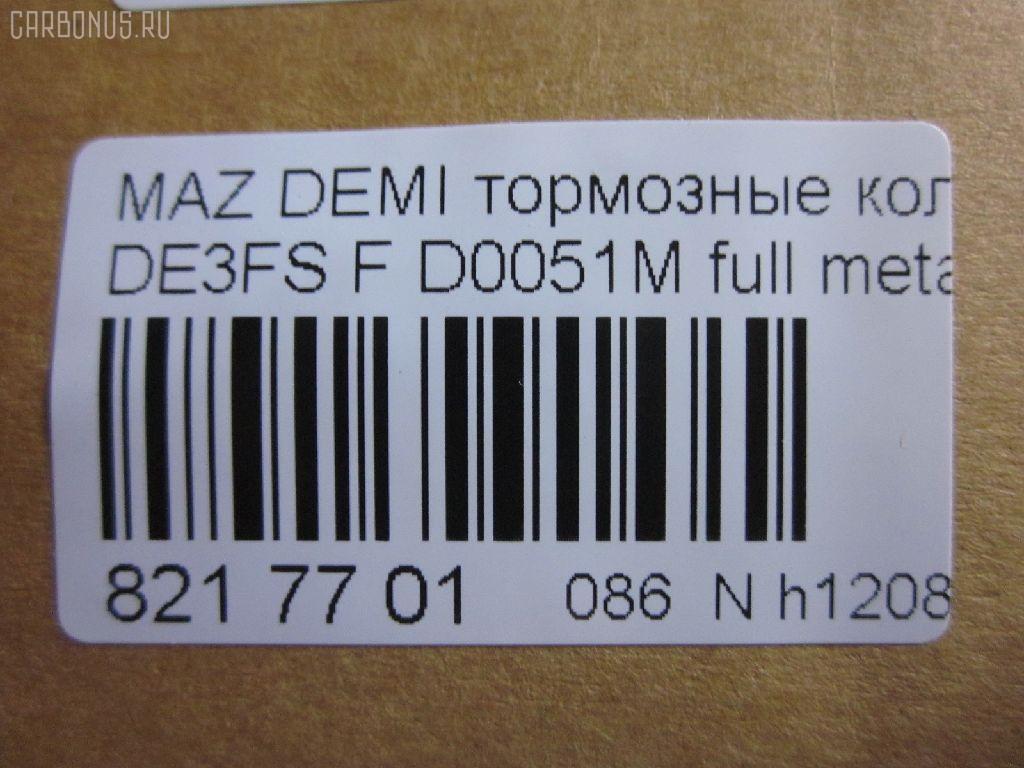 CARBONUS.RU
MAZ DEMI тормозные кол
DE3FS F D0051M full meta
821 77 01 086 N h1208